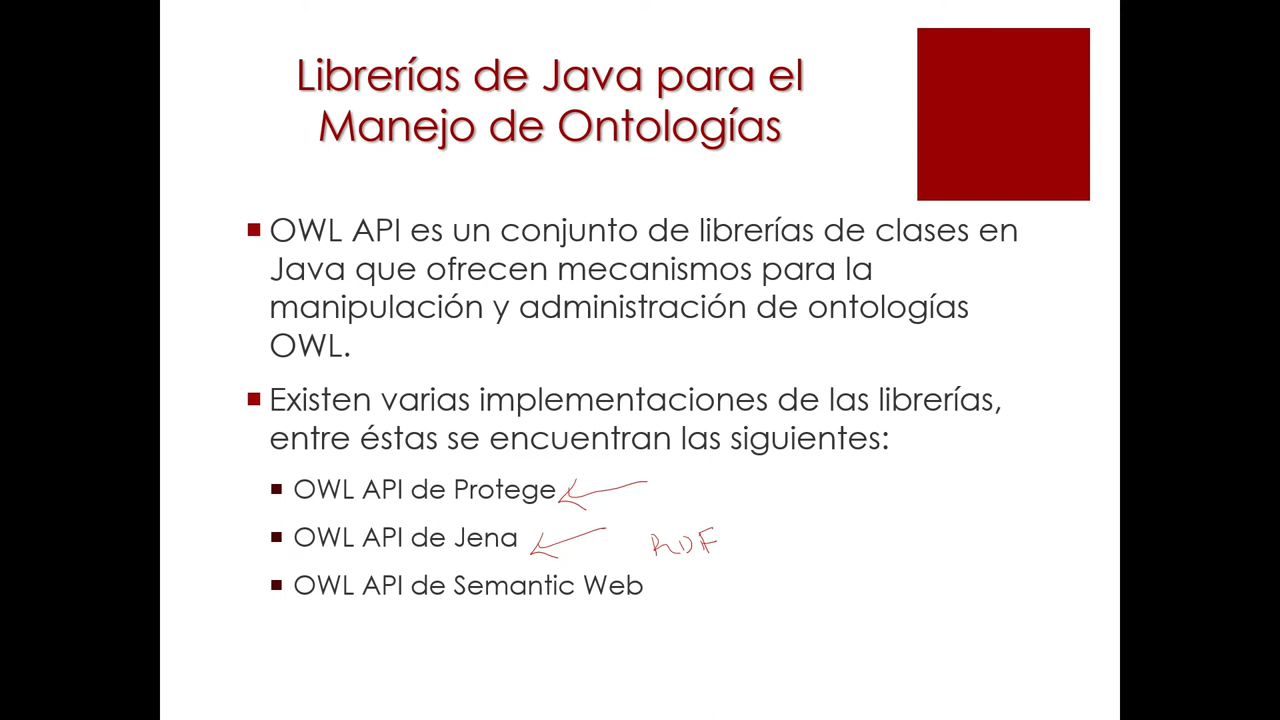 Librerías de Java para el
Manejo de Ontologías
OWL API es un conjunto de librerías de clases en
Java que ofrecen mecanismos para la
manipulación y administración de ontologías
OWL.
Existen varias implementaciones de las librerías,
entre éstas se encuentran las siguientes:
OWL API de Protege
OWL API de Jena RDF
OWL API de Semantic Web